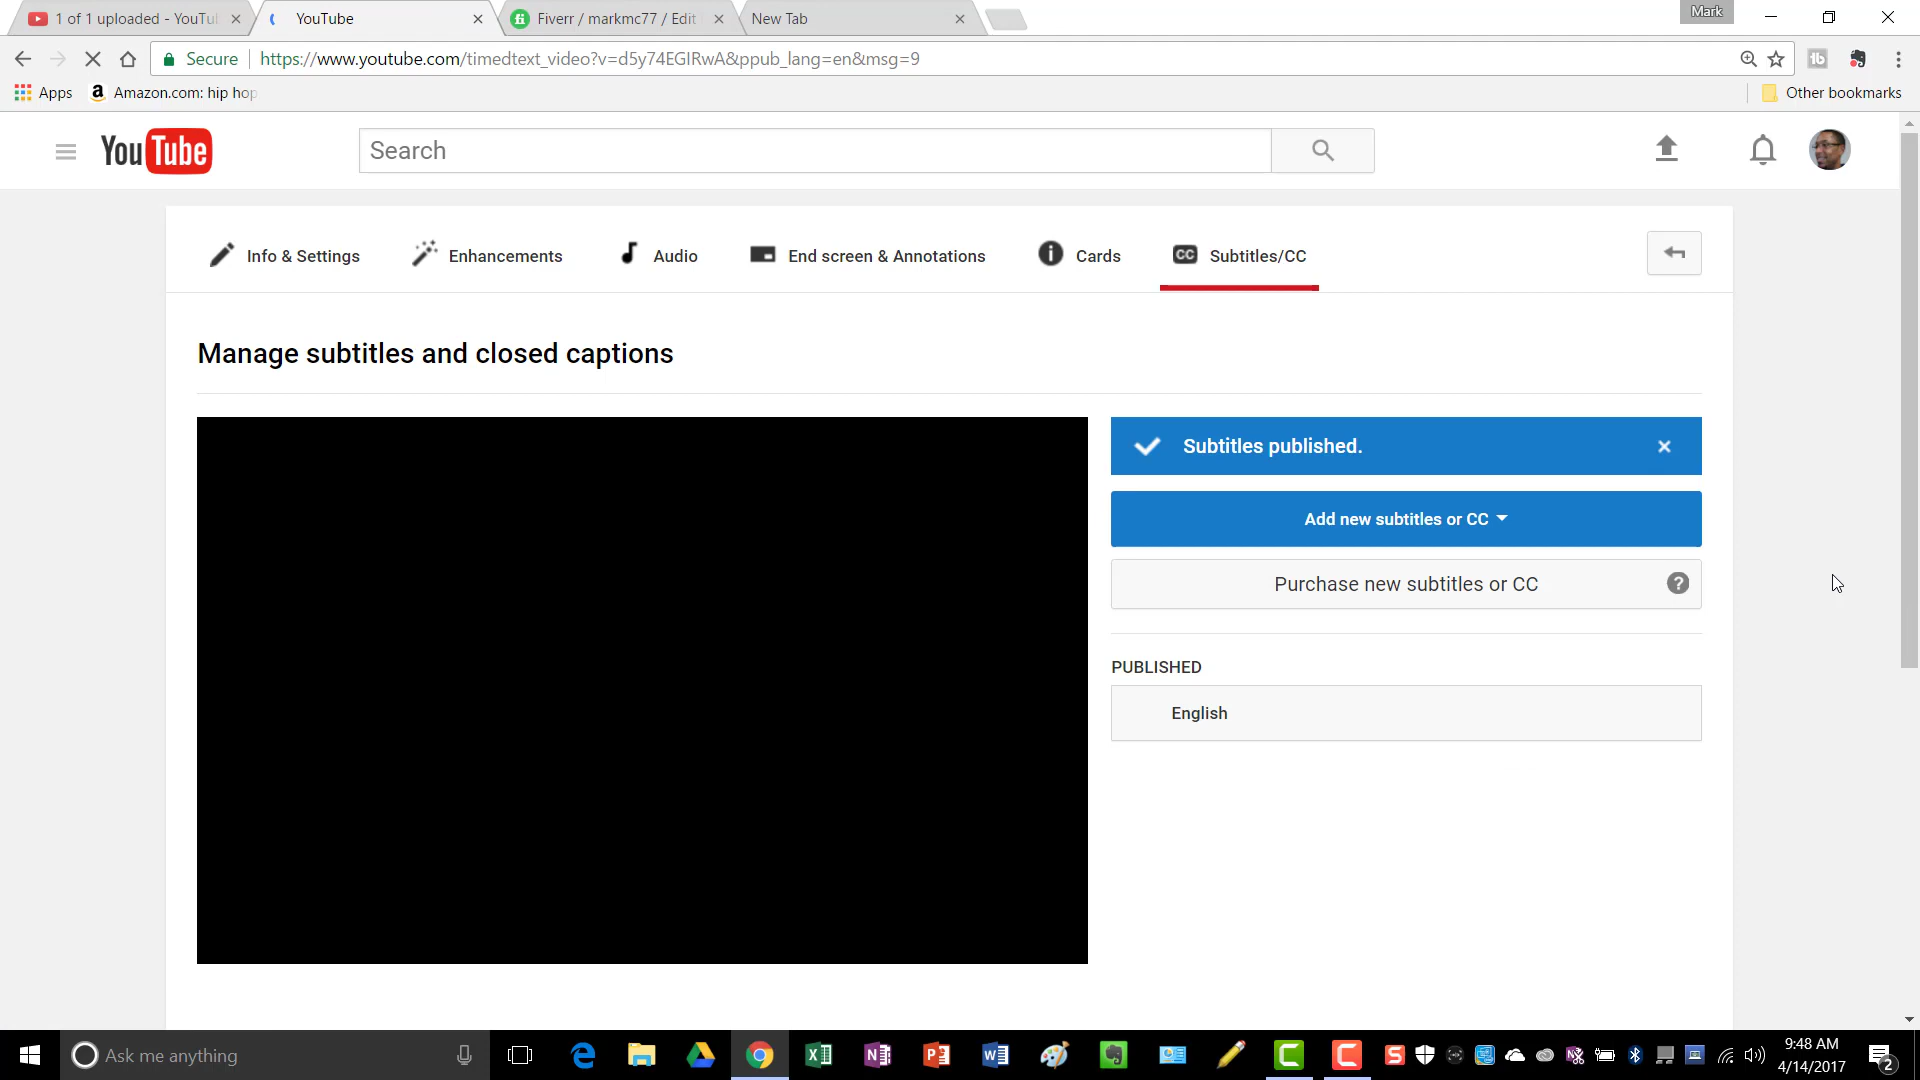 1 of 1 uploaded - YouTu
YouTube
Fiverr / markmc77 / Edit
New Tab
Mark
Secure
https://www.youtube.com/timedtext_video?v=d5y74EGIRwA&ppub_lang=en&msg=9
Apps
Amazon.com: hip hop
Other bookmarks
YouTube
Search
Info & Settings
Enhancements
Audio
End screen & Annotations
Cards
CC Subtitles/CC
Manage subtitles and closed captions
Subtitles published.
Add new subtitles or CC
Purchase new subtitles or CC
?
PUBLISHED
English
Ask me anything
9:48 AM
4/14/2017
2